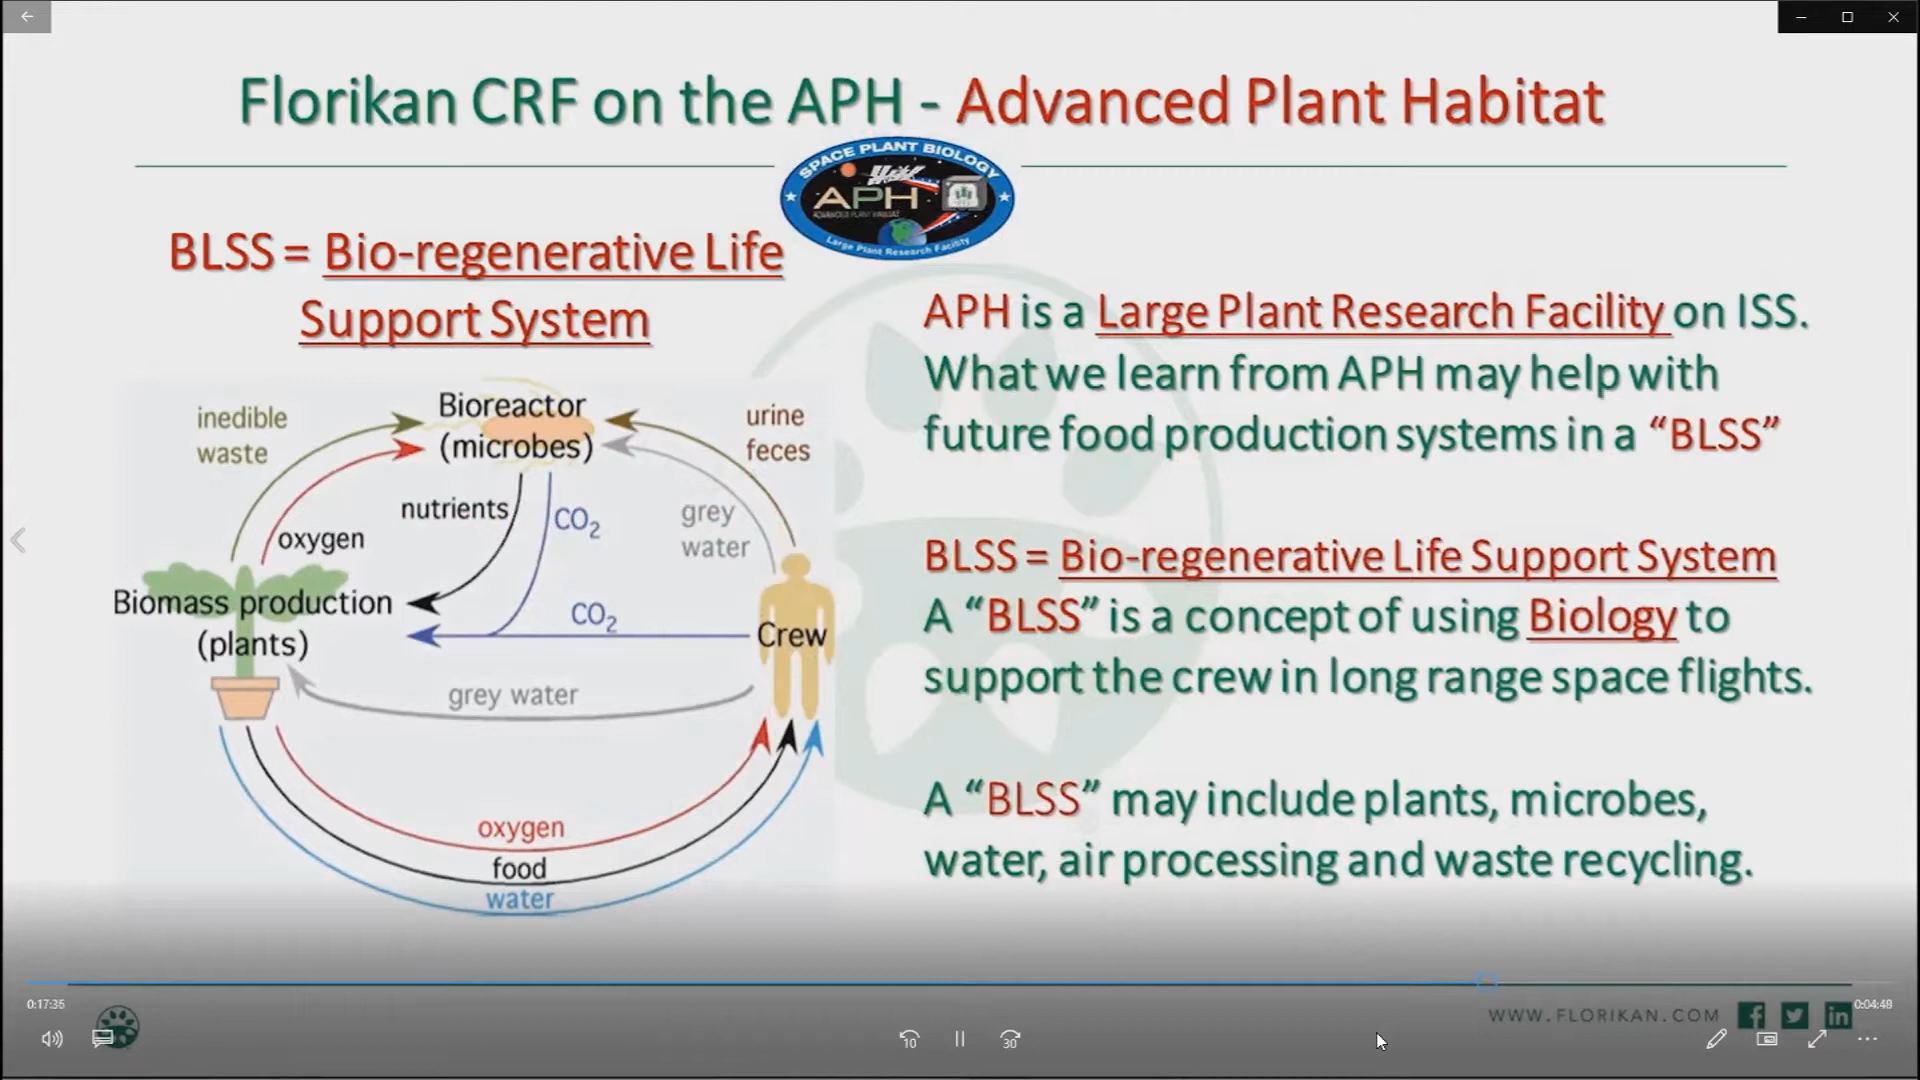 Florikan CRF on the APH - Advanced Plant Habitat
SPACE PLANT BIOLOGY
APH
ADVANCED PLANT HABITAT
Large Plant Research Facility
BLSS = Bio-regenerative Life
Support System
inedible
waste
Bioreactor
(microbes)
urine
feces
nutrients
CO2
grey
water
oxygen
Biomass production
(plants)
CO2
Crew
grey water
oxygen
food
water
APH is a Large Plant Research Facility on ISS.
What we learn from APH may help with
future food production systems in a “BLSS”
BLSS = Bio-regenerative Life Support System
A “BLSS” is a concept of using Biology to
support the crew in long range space flights.
A “BLSS” may include plants, microbes,
water, air processing and waste recycling.
0:17:35
WWW.FLORIKAN.COM
0:04:48
10
30